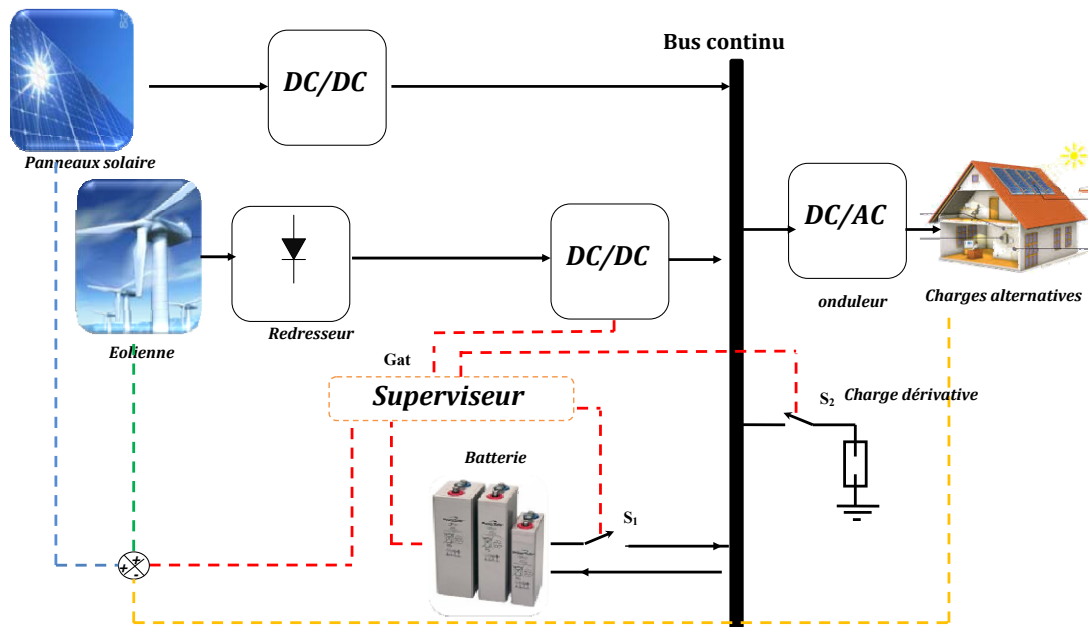 Bus continu
DC/DC
Panneaux solaire
DC/AC
DC/DC
onduleur
Charges alternatives
Redresseur
Eolienne
Gat
Superviseur
S2
Charge dérivative
Batterie
S1
+
+
-